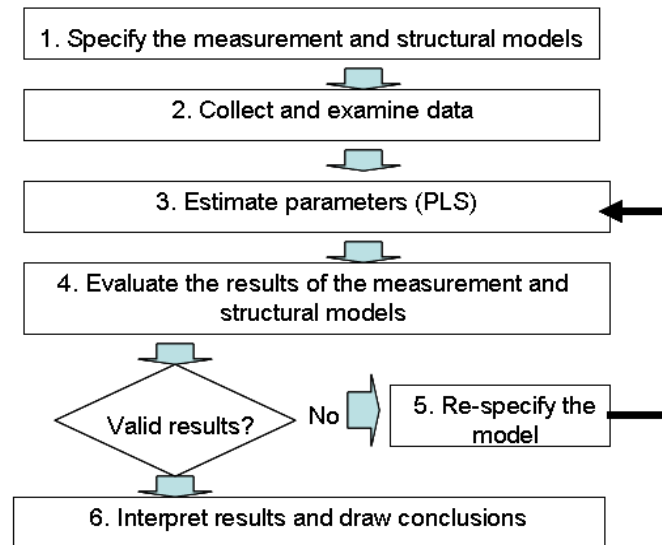 1. Specify the measurement and structural models
2. Collect and examine data
3. Estimate parameters (PLS)
4. Evaluate the results of the measurement and
structural models
Valid results?
No
5. Re-specify the
model
6. Interpret results and draw conclusions